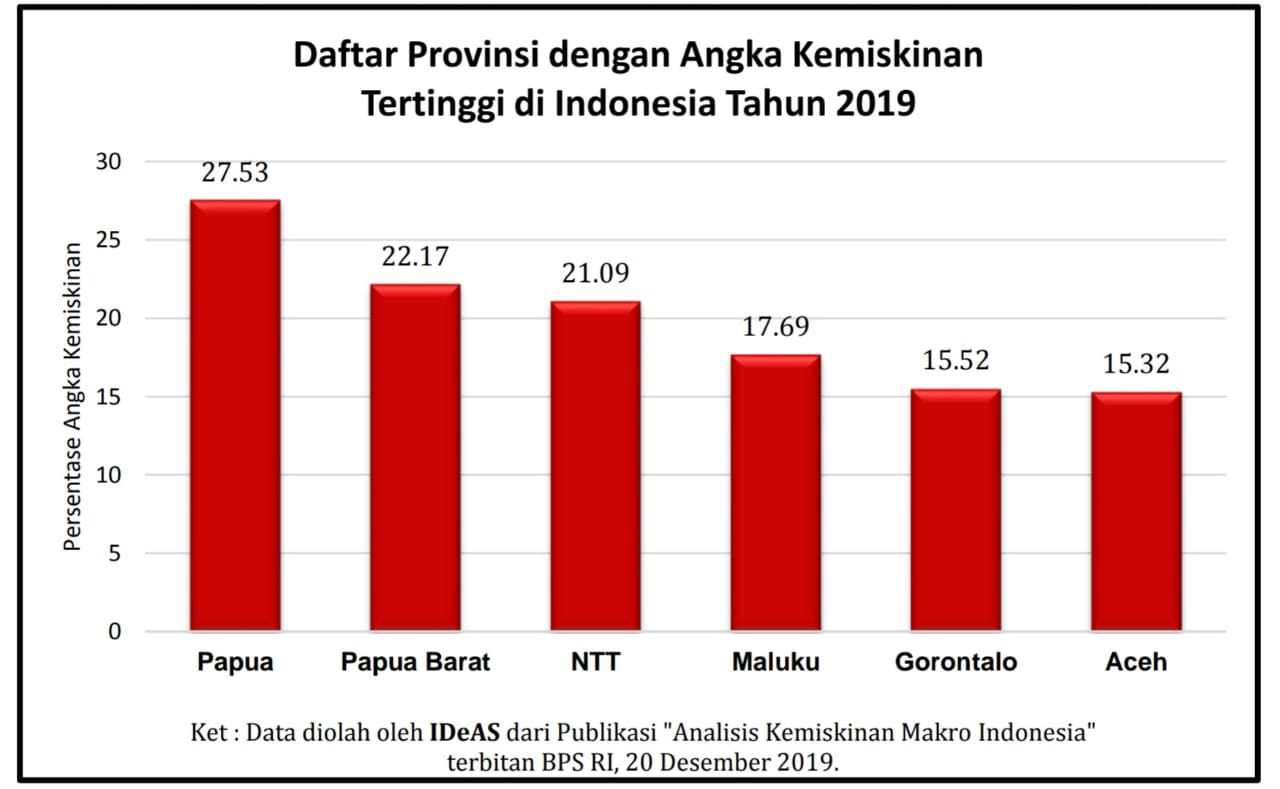 Daftar Provinsi dengan Angka Kemiskinan
Tertinggi di Indonesia Tahun 2019
Persentase Angka Kemiskinan
30
25
20
15
10
5
0
27.53
22.17
21.09
17.69
15.52
15.32
Papua
Papua Barat
NTT
Maluku
Gorontalo
Aceh
Ket : Data diolah oleh IDeAS dari Publikasi "Analisis Kemiskinan Makro Indonesia"
terbitan BPS RI, 20 Desember 2019.